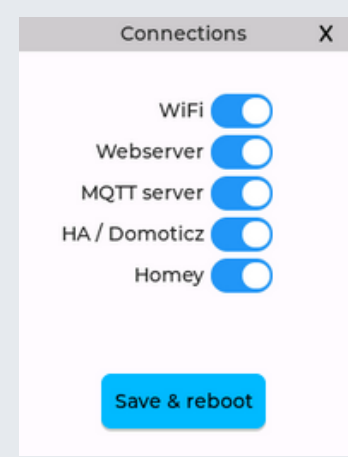 Connections X
WiFi
Webserver
MQTT server
HA / Domoticz
Homey
Save & reboot